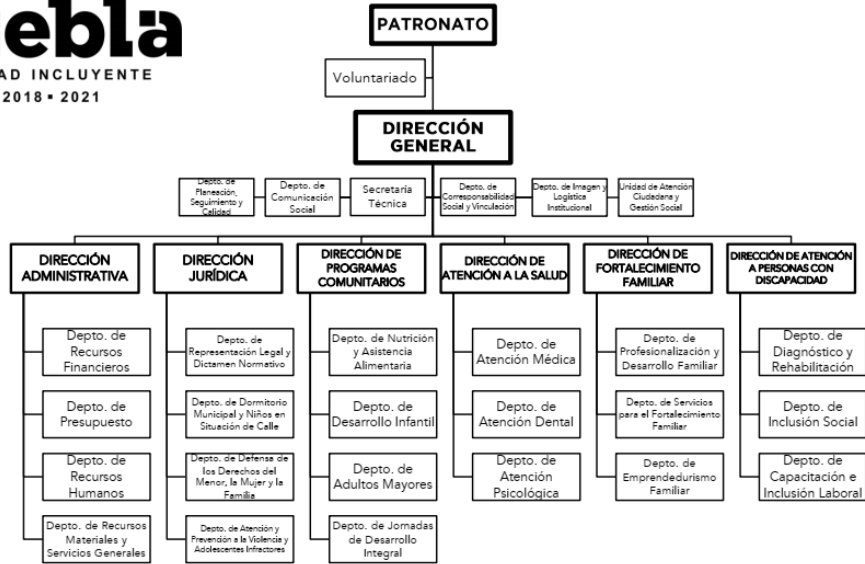 ebla
AD INCLUYENTE
2018 ▪ 2021
PATRONATO
Voluntariado
DIRECCIÓN
GENERAL
Depto. de
Planeación,
Seguimiento y
Calidad
Depto. de
Comunicación
Social
Secretaría
Técnica
Depto. de
Corresponsabilidad
Social y Vinculación
Depto. de Imagen y
Logística
Institucional
Unidad de Atención
Ciudadana y
Gestión Social
DIRECCIÓN
ADMINISTRATIVA
DIRECCIÓN
JURÍDICA
DIRECCIÓN DE
PROGRAMAS
COMUNITARIOS
DIRECCIÓN DE
ATENCIÓN A LA SALUD
DIRECCIÓN DE
FORTALECIMIENTO
FAMILIAR
DIRECCIÓN DE ATENCIÓN
A PERSONAS CON
DISCAPACIDAD
Depto. de
Recursos
Financieros
Depto. de
Representación Legal y
Dictamen Normativo
Depto. de Nutrición
y Asistencia
Alimentaria
Depto. de
Atención Médica
Depto. de
Profesionalización y
Desarrollo Familiar
Depto. de
Diagnóstico y
Rehabilitación
Depto. de
Presupuesto
Depto. de Dormitorio
Municipal y Niños en
Situación de Calle
Depto. de
Desarrollo Infantil
Depto. de
Atención Dental
Depto. de Servicios
para el Fortalecimiento
Familiar
Depto. de
Inclusión Social
Depto. de
Recursos
Humanos
Depto. de Defensa de
los Derechos del
Menor, la Mujer y la
Familia
Depto. de
Adultos Mayores
Depto. de
Atención
Psicológica
Depto. de
Emprendedurismo
Familiar
Depto. de
Capacitación e
Inclusión Laboral
Depto. de Recursos
Materiales y
Servicios Generales
Depto. de Atención y
Prevención a la Violencia y
Adolescentes Infractores
Depto. de Jornadas
de Desarrollo
Integral